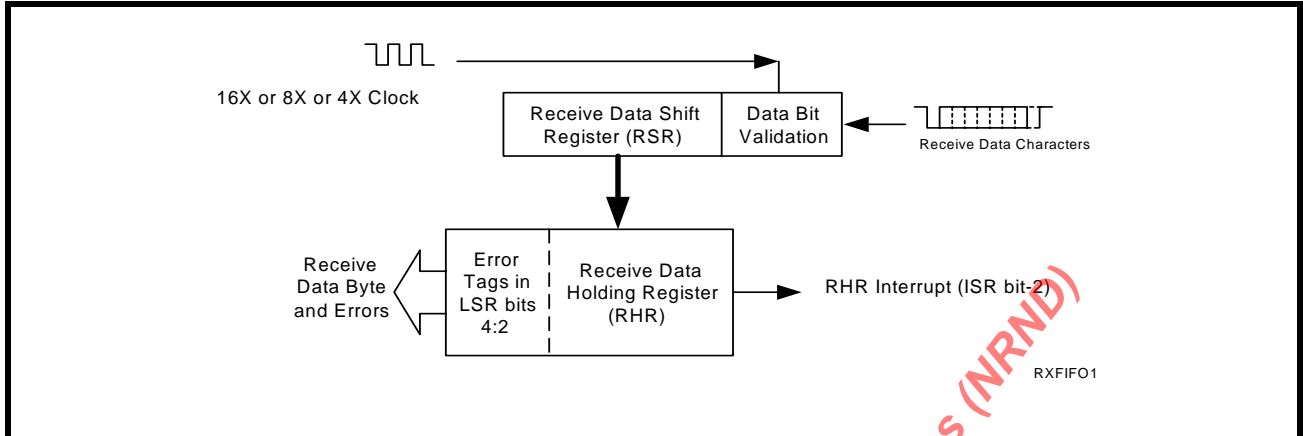 16X or 8X or 4X Clock
Receive Data Shift
Register (RSR)
Data Bit
Validation
Receive Data Characters
Receive
Data Byte
and Errors
Error
Tags in
LSR bits
4:2
Receive Data
Holding Register
(RHR)
RHR Interrupt (ISR bit-2)
RXFIFO1
s (NRND)